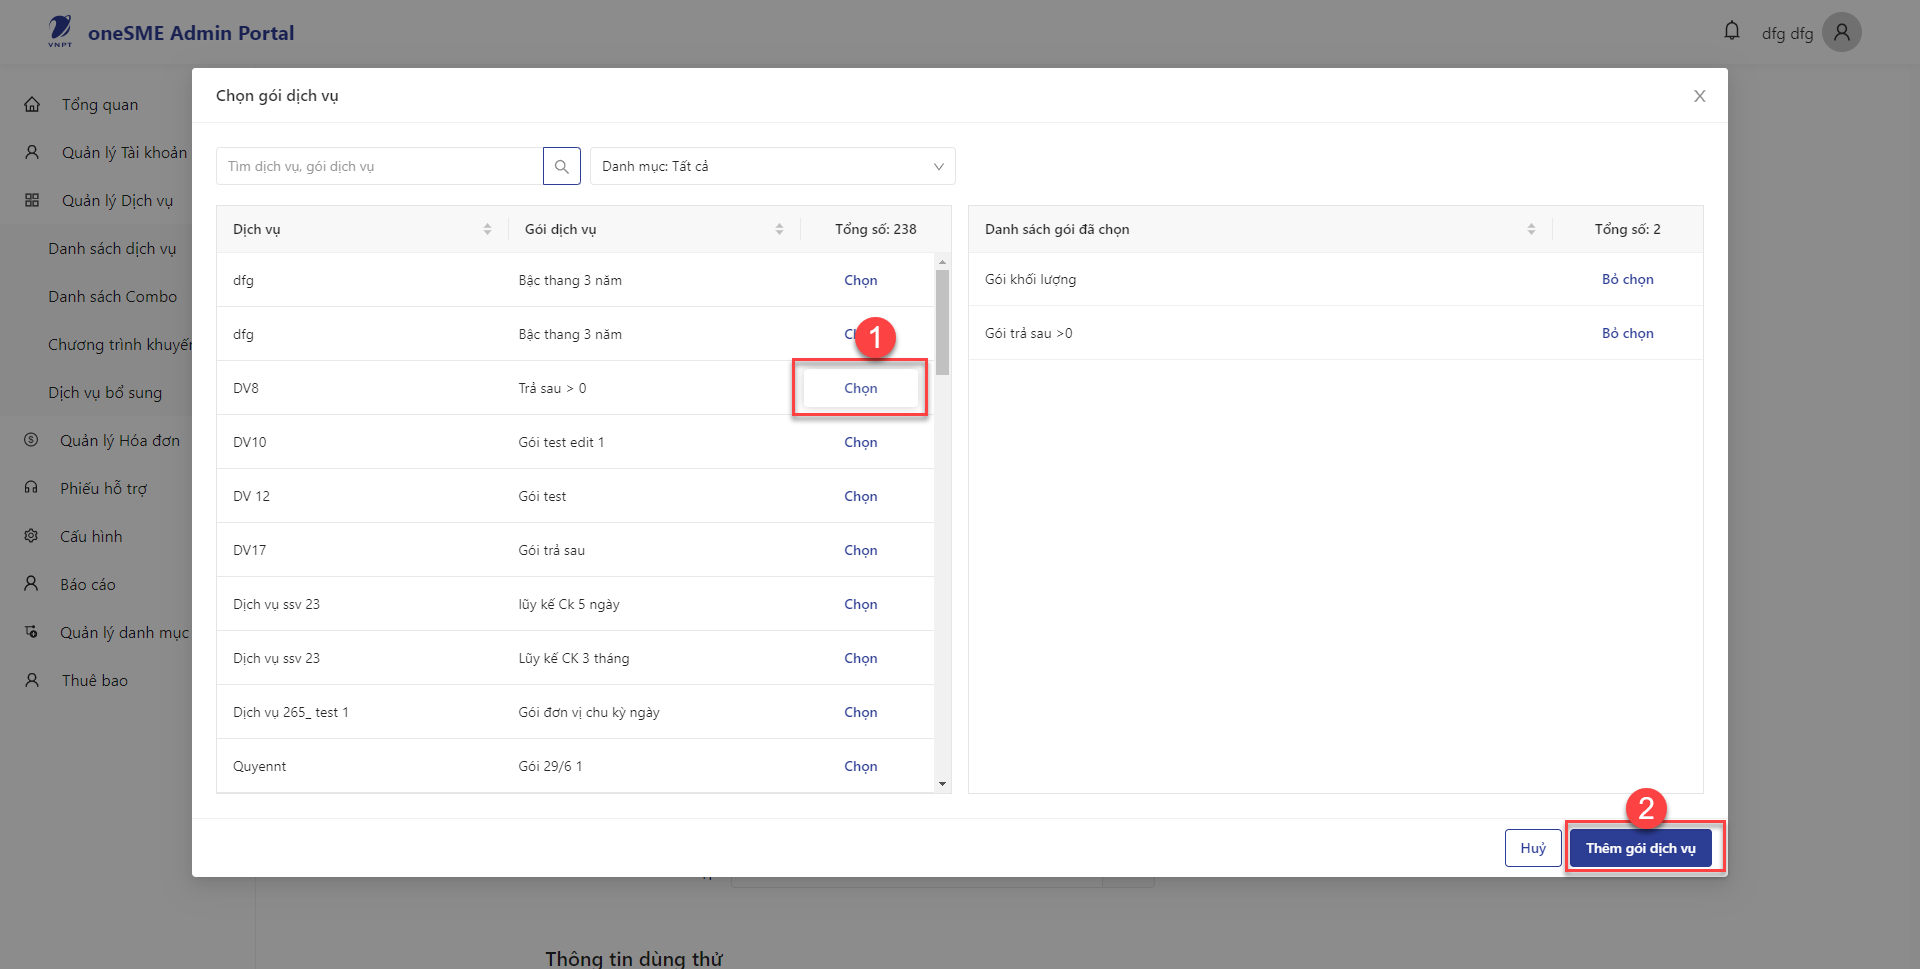 VNPT
oneSME Admin Portal
dfg dfg
Tổng quan
Quản lý Tài khoản
Quản lý Dịch vụ
Danh sách dịch vụ
Danh sách Combo
Chương trình khuyến
Dịch vụ bổ sung
Quản lý Hóa đơn
Phiếu hỗ trợ
Cấu hình
Báo cáo
Quản lý danh mục
Thuê bao
Chọn gói dịch vụ
X
Tìm dịch vụ, gói dịch vụ
Danh mục: Tất cả
Dịch vụ Gói dịch vụ Tổng số: 238
dfg Bậc thang 3 năm Chọn
dfg Bậc thang 3 năm
1
DV8 Trả sau > 0 Chọn
DV10 Gói test edit 1 Chọn
DV 12 Gói test Chọn
DV17 Gói trả sau Chọn
Dịch vụ ssv 23 lũy kế Ck 5 ngày Chọn
Dịch vụ ssv 23 Lũy kế CK 3 tháng Chọn
Dịch vụ 265_ test 1 Gói đơn vị chu kỳ ngày Chọn
Quyennt Gói 29/6 1 Chọn
Danh sách gói đã chọn Tổng số: 2
Gói khối lượng Bỏ chọn
Gói trả sau >0 Bỏ chọn
2
Huỷ Thêm gói dịch vụ
Thông tin dùng thử